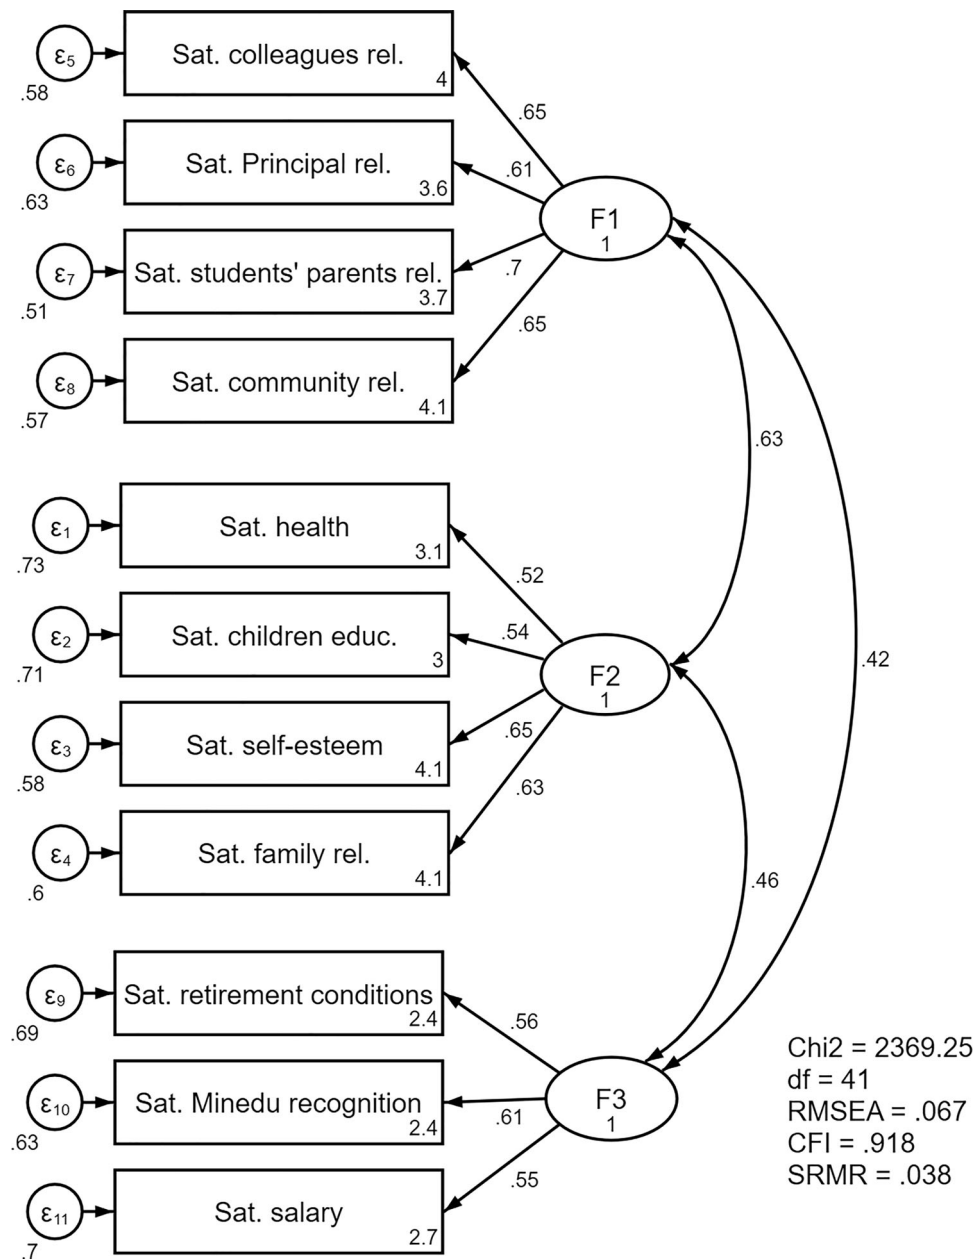 ε5
.58
Sat. colleagues rel.
4
.65
ε6
.63
Sat. Principal rel.
3.6
.61
F1
1
ε7
.51
Sat. students' parents rel.
3.7
.7
ε8
.57
Sat. community rel.
4.1
.65
.63
ε1
.73
Sat. health
3.1
.52
ε2
.71
Sat. children educ.
3
.54
F2
1
.42
ε3
.58
Sat. self-esteem
4.1
.65
ε4
.6
Sat. family rel.
4.1
.63
.46
ε9
.69
Sat. retirement conditions
2.4
.56
ε10
.63
Sat. Minedu recognition
2.4
.61
F3
1
ε11
.7
Sat. salary
2.7
.55
Chi2 = 2369.25
df = 41
RMSEA = .067
CFI = .918
SRMR = .038